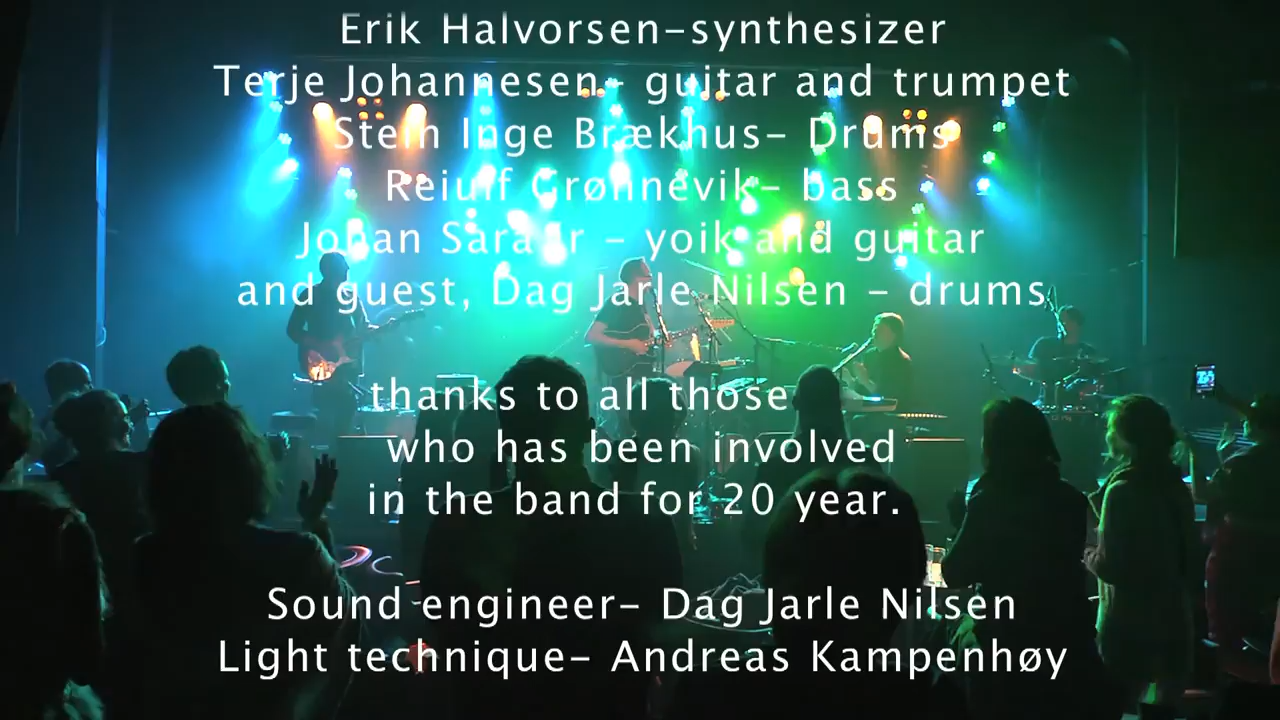 Erik Halvorsen-synthesizer
Terje Johannesen- guitar and trumpet
Stein Inge Brækhus- Drums
Reiulf Grønnevik- bass
Johan Sara Jr - yoik and guitar
and guest, Dag Jarle Nilsen - drums
thanks to all those
who has been involved
in the band for 20 year.
Sound engineer- Dag Jarle Nilsen
Light technique- Andreas Kampenhøy